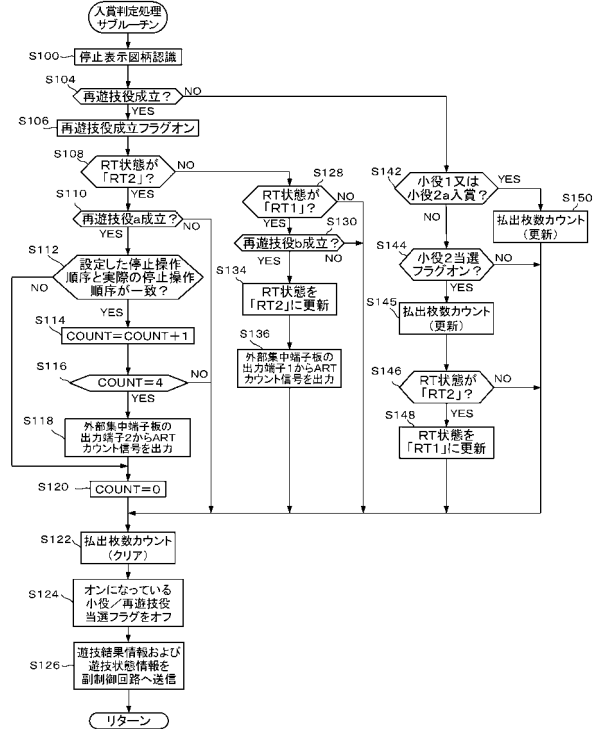 入賞判定処理
サブルーチン
S100
停止表示図柄認識
S104
再遊技役成立?
NO
YES
S106
再遊技役成立フラグオン
S108
RT状態が
「RT2」?
NO
YES
S110
再遊技役a成立?
NO
YES
S112
設定した停止操作
順序と実際の停止操作
順序が一致?
NO
YES
S114
COUNT=COUNT+1
S116
COUNT=4
NO
YES
S118
外部集中端子板の
出力端子2からART
カウント信号を出力
S120
COUNT=0
S122
払出枚数カウント
(クリア)
S124
オンになっている
小役/再遊技役
当選フラグをオフ
S126
遊技結果情報および
遊技状態情報を
副制御回路へ送信
リターン
S128
RT状態が
「RT1」?
NO
YES
S130
再遊技役b成立?
YES
NO
S134
RT状態を
「RT2」に更新
S136
外部集中端子板の
出力端子1からART
カウント信号を出力
S142
小役1又は
小役2a入賞?
YES
NO
S150
払出枚数カウント
(更新)
S144
小役2当選
フラグオン?
NO
YES
S145
払出枚数カウント
(更新)
S146
RT状態が
「RT2」?
NO
YES
S148
RT状態を
「RT1」に更新